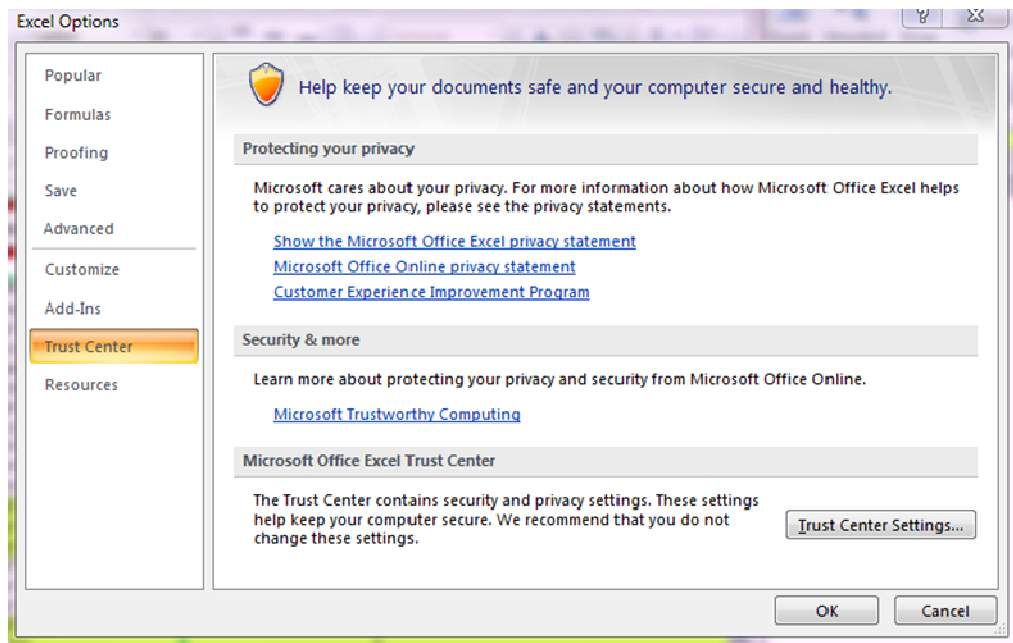 Excel Options
?
Popular
Formulas
Proofing
Save
Advanced
Customize
Add-Ins
Trust Center
Resources
Help keep your documents safe and your computer secure and healthy.
Protecting your privacy
Microsoft cares about your privacy. For more information about how Microsoft Office Excel helps
to protect your privacy, please see the privacy statements.
Show the Microsoft Office Excel privacy statement
Microsoft Office Online privacy statement
Customer Experience Improvement Program
Security & more
Learn more about protecting your privacy and security from Microsoft Office Online.
Microsoft Trustworthy Computing
Microsoft Office Excel Trust Center
The Trust Center contains security and privacy settings. These settings
help keep your computer secure. We recommend that you do not
change these settings.
Trust Center Settings...
OK
Cancel